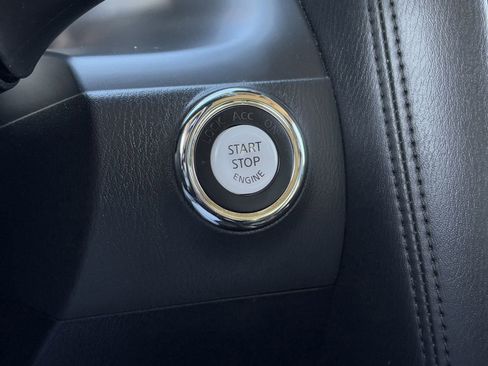 LOCK Acc ON
START
STOP
ENGINE